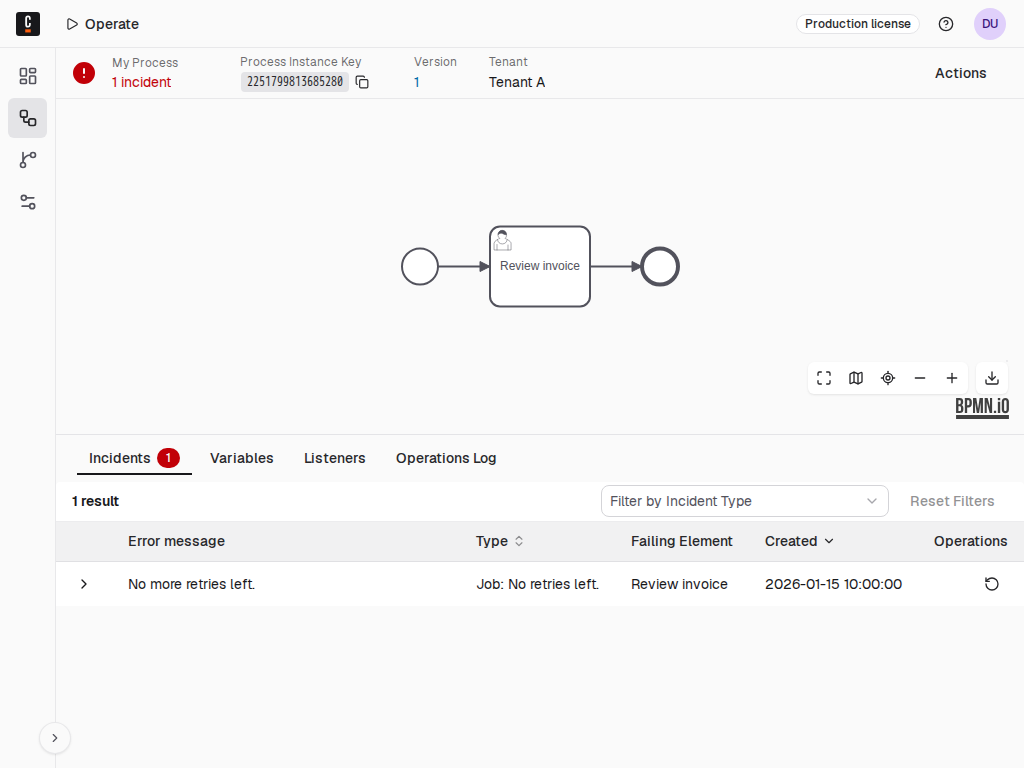 Operate
Production license
DU
My Process
1 incident
Process Instance Key
2251799813685280
Version
1
Tenant
Tenant A
Actions
Review invoice
BPMN.iO
Incidents 1
Variables
Listeners
Operations Log
1 result
Filter by Incident Type
Reset Filters
Error message
Type
Failing Element
Created
Operations
No more retries left.
Job: No retries left.
Review invoice
2026-01-15 10:00:00